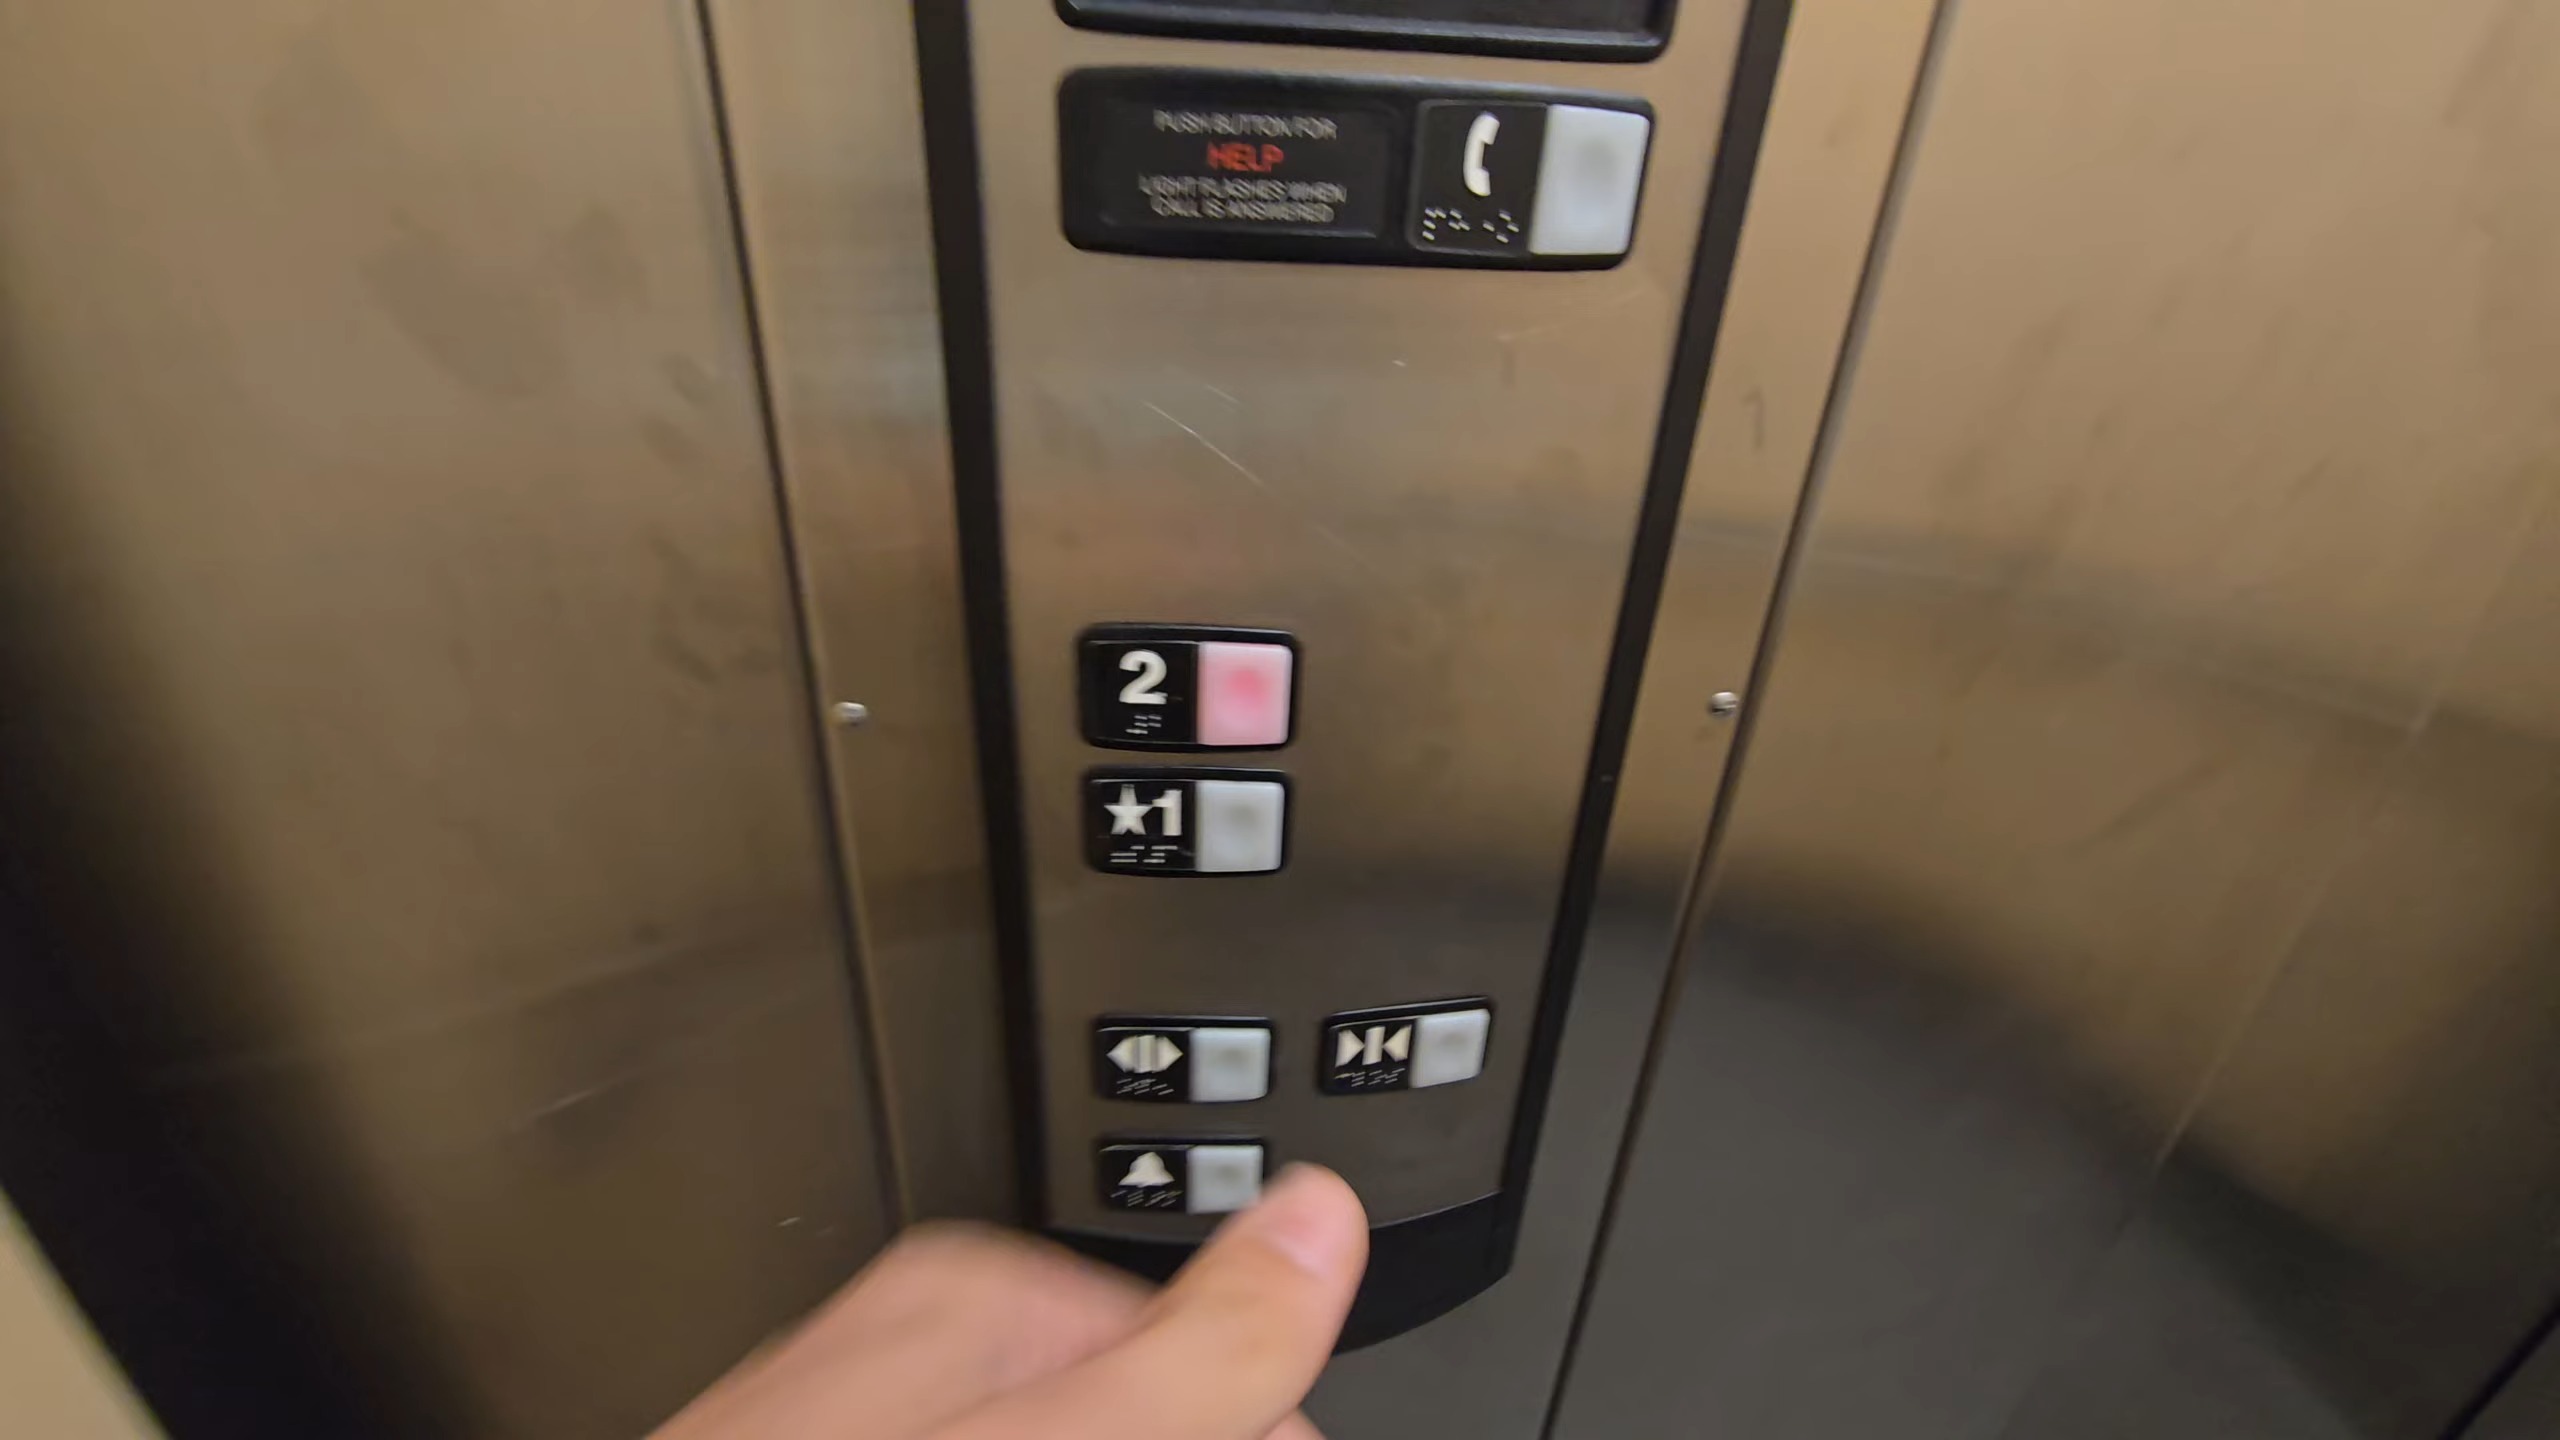 PUSH BUTTON FOR
HELP
LIGHT FLASHES WHEN
CALL IS ANSWERED
2
★1